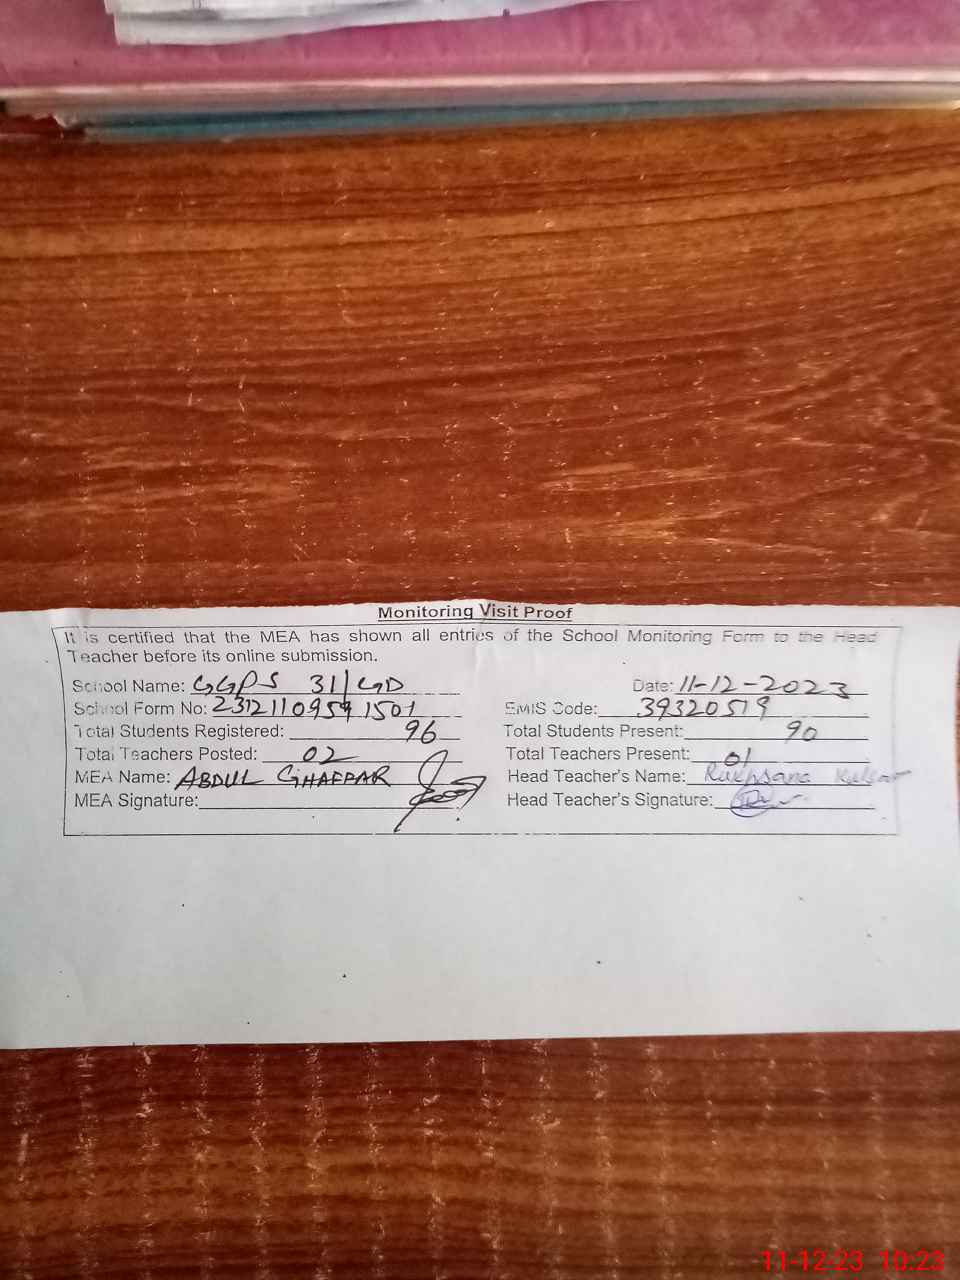 Monitoring Visit Proof
It is certified that the MEA has shown all entries of the School Monitoring Form to the Head
Teacher before its online submission.
School Name: GGPS 31/GD Date: 11-12-2023
School Form No: 23121109591501 EMIS Code: 39320519
Total Students Registered: 96 Total Students Present: 90
Total Teachers Posted: 02 Total Teachers Present: 01
MEA Name: ABDUL GHAFFAR Head Teacher's Name: Rukhsana Kulsoom
MEA Signature: Head Teacher's Signature:
11-12-23 10:23